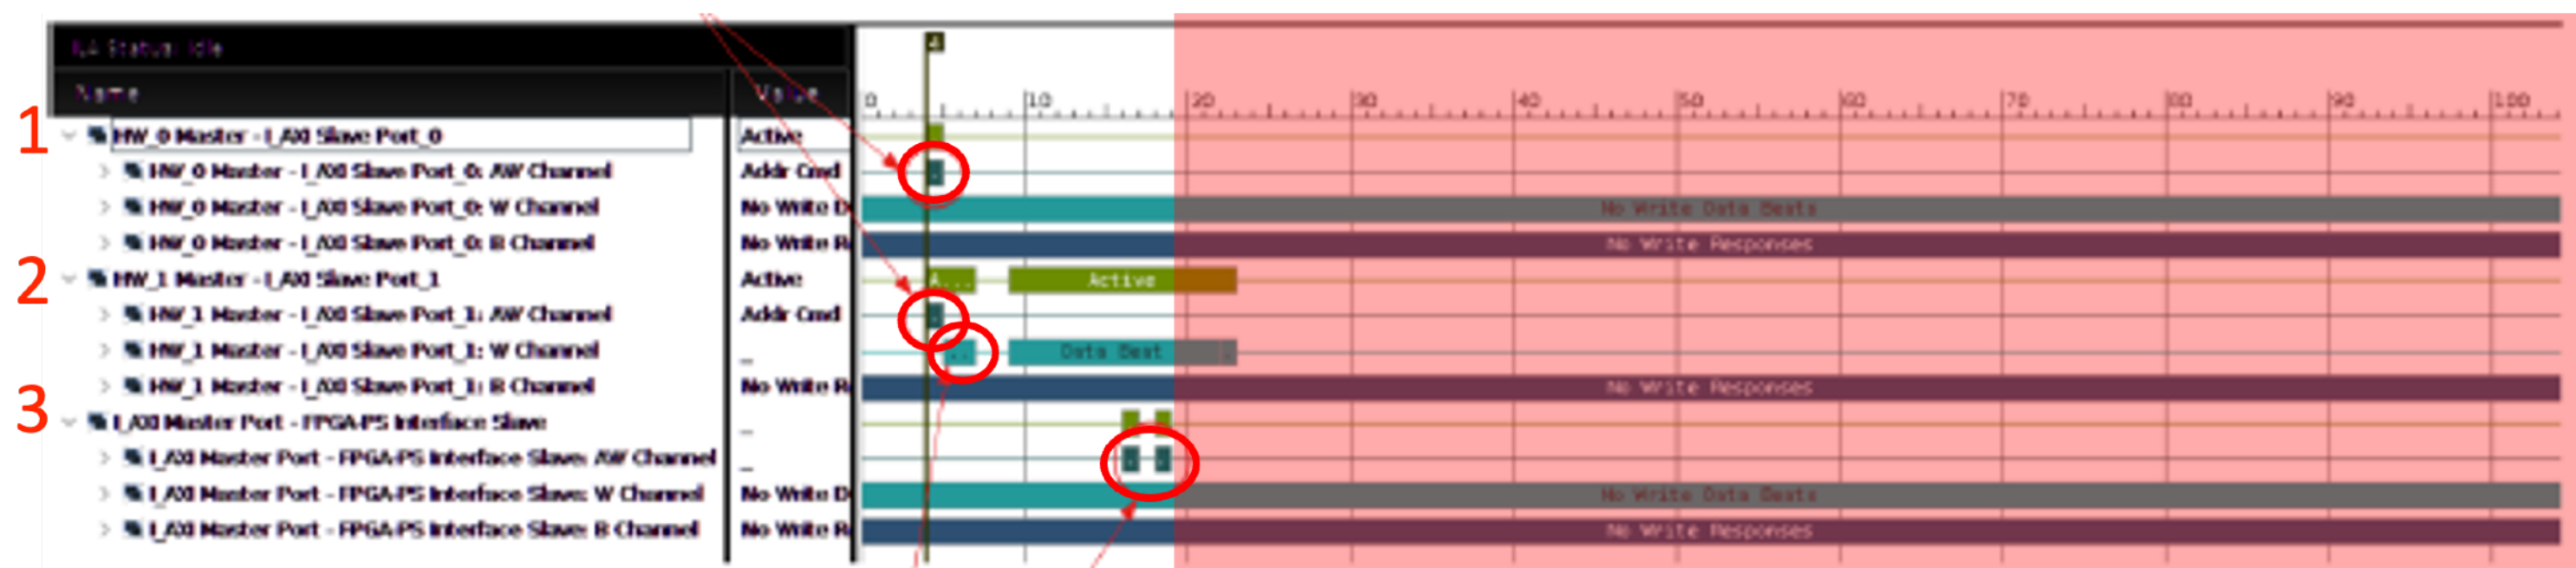 ILA Status: Idle
A
Name Value
0 10 20 30 40 50 60 70 80 90 100
1 HW_0 Master - I_AXI Slave Port_0 Active
HW_0 Master - I_AXI Slave Port_0: AW Channel Addr Cmd
HW_0 Master - I_AXI Slave Port_0: W Channel No Write D No Write Data Beats
HW_0 Master - I_AXI Slave Port_0: B Channel No Write R No Write Responses
2 HW_1 Master - I_AXI Slave Port_1 Active A... Active
HW_1 Master - I_AXI Slave Port_1: AW Channel Addr Cmd
HW_1 Master - I_AXI Slave Port_1: W Channel _ .. Data Beat
HW_1 Master - I_AXI Slave Port_1: B Channel No Write R No Write Responses
3 I_AXI Master Port - FPGA-PS Interface Slave _
I_AXI Master Port - FPGA-PS Interface Slave: AW Channel _
I_AXI Master Port - FPGA-PS Interface Slave: W Channel No Write D No Write Data Beats
I_AXI Master Port - FPGA-PS Interface Slave: B Channel No Write R No Write Responses